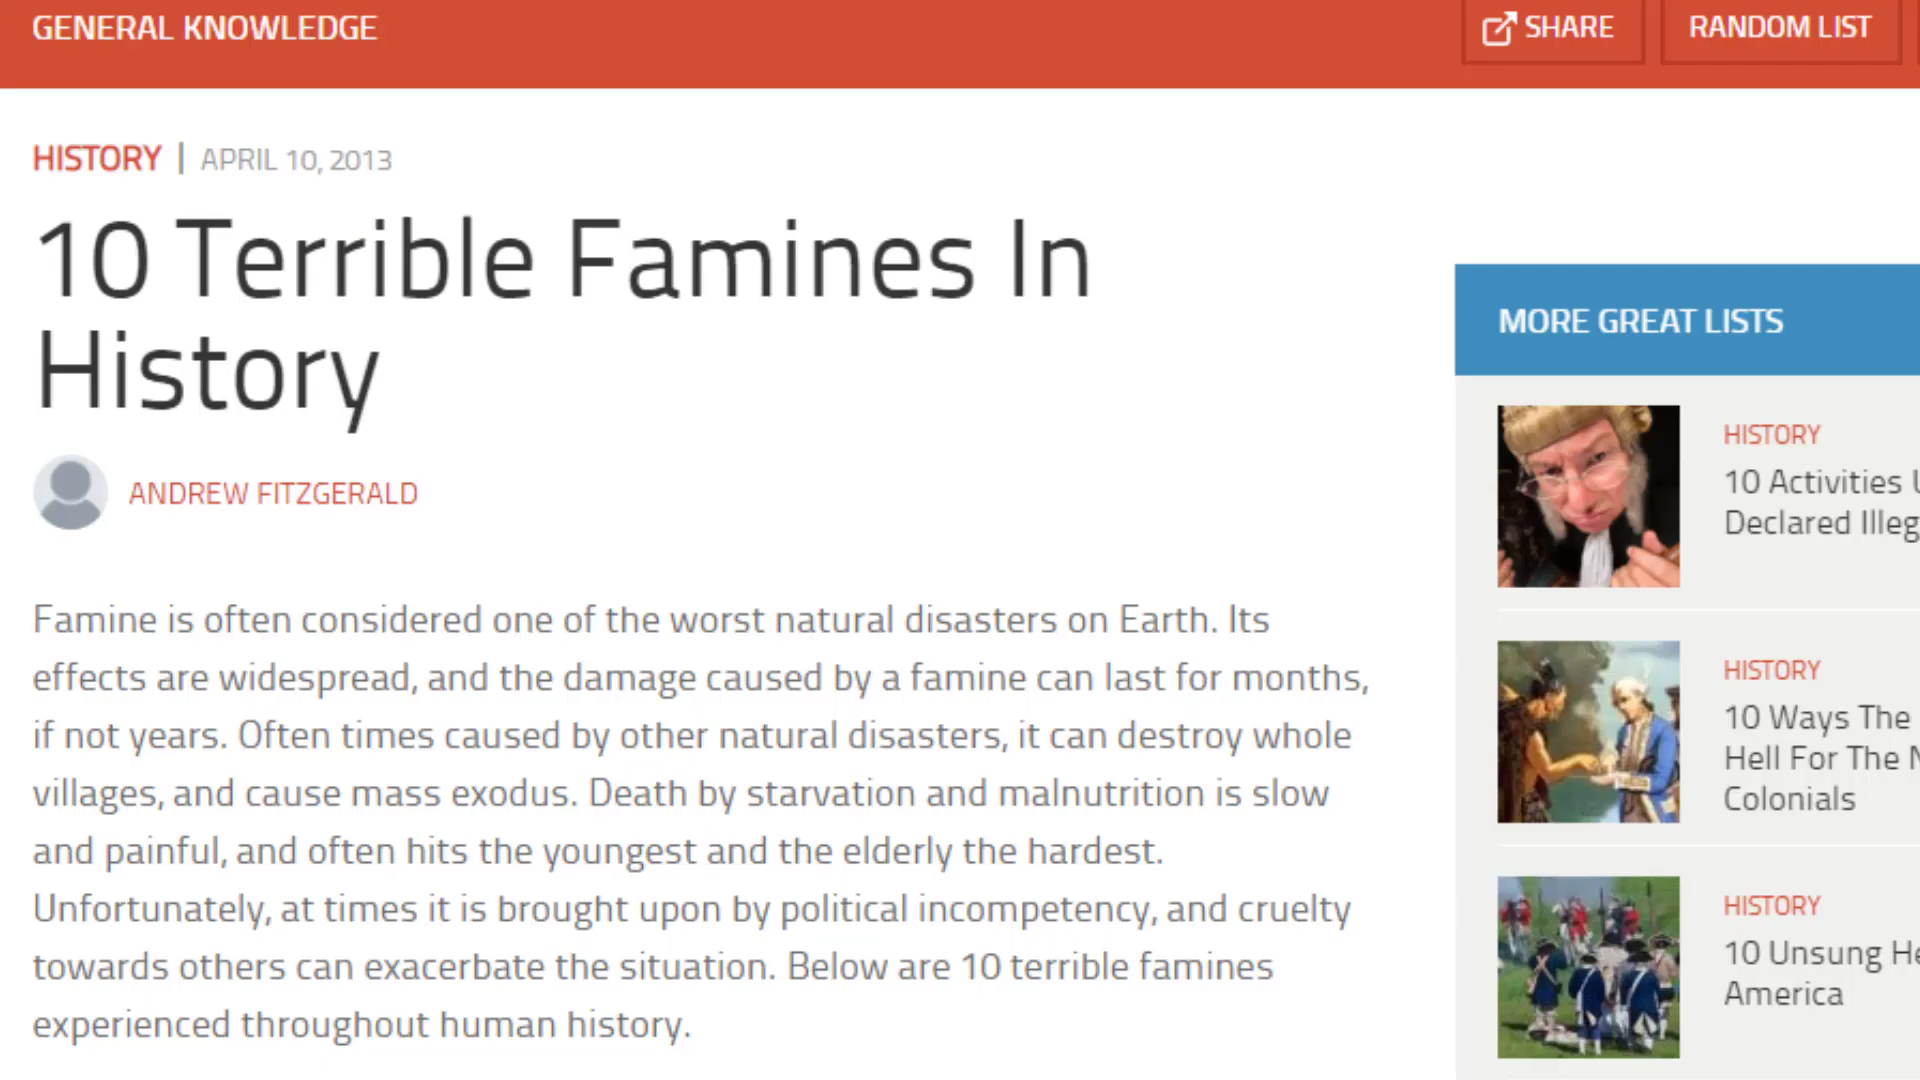 GENERAL KNOWLEDGE
SHARE
RANDOM LIST
HISTORY | APRIL 10, 2013
10 Terrible Famines In
History
ANDREW FITZGERALD
Famine is often considered one of the worst natural disasters on Earth. Its
effects are widespread, and the damage caused by a famine can last for months,
if not years. Often times caused by other natural disasters, it can destroy whole
villages, and cause mass exodus. Death by starvation and malnutrition is slow
and painful, and often hits the youngest and the elderly the hardest.
Unfortunately, at times it is brought upon by political incompetency, and cruelty
towards others can exacerbate the situation. Below are 10 terrible famines
experienced throughout human history.
MORE GREAT LISTS
HISTORY
10 Activities
Declared
HISTORY
10 Ways The
Hell For The
Colonials
HISTORY
10 Unsung
America